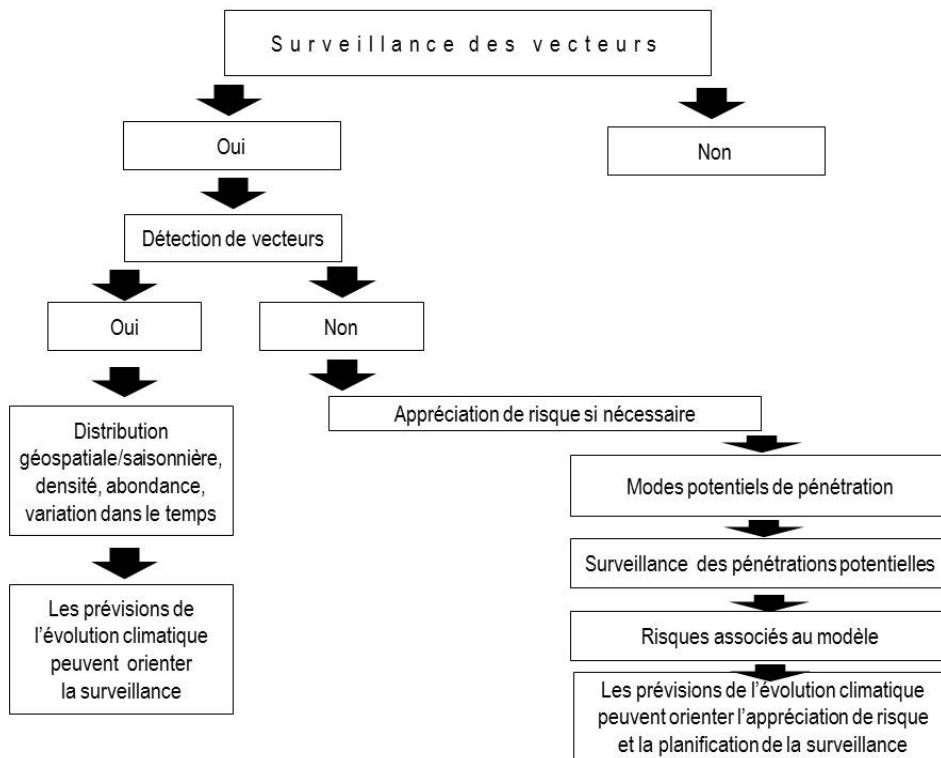 Surveillance des vecteurs
Oui
Non
Détection de vecteurs
Oui
Non
Appréciation de risque si nécessaire
Distribution
géospatiale/saisonnière,
densité, abondance,
variation dans le temps
Modes potentiels de pénétration
Surveillance des pénétrations potentielles
Les prévisions de
l'évolution climatique
peuvent orienter
la surveillance
Risques associés au modèle
Les prévisions de l'évolution climatique
peuvent orienter l'appréciation de risque
et la planification de la surveillance